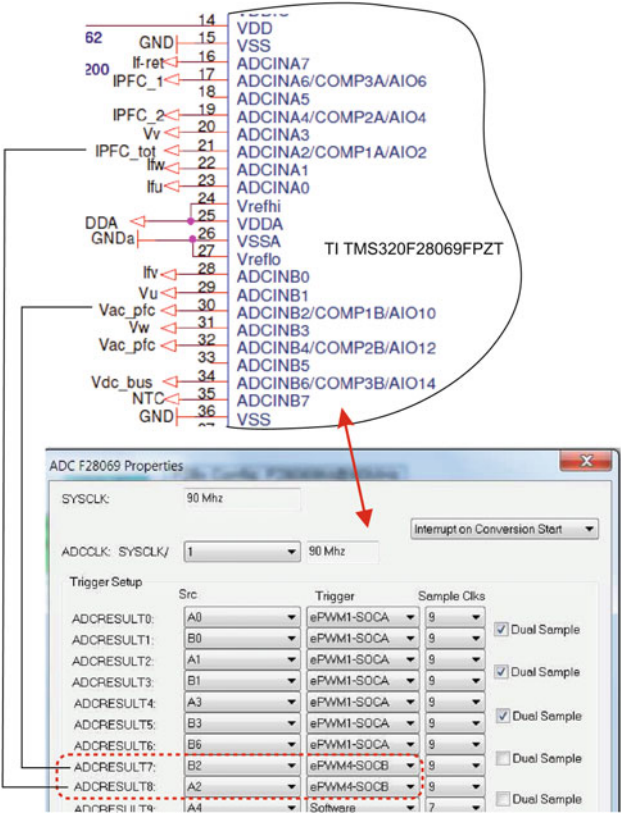 14 VDD
62 GND 15 VSS
If-ret 16 ADCINA7
200 IPFC_1 17 ADCINA6/COMP3A/AIO6
18 ADCINA5
IPFC_2 19 ADCINA4/COMP2A/AIO4
Vv 20 ADCINA3
IPFC_tot 21 ADCINA2/COMP1A/AIO2
Ifw 22 ADCINA1
Ifu 23 ADCINA0
24 Vrefhi
DDA 25 VDDA
GNDa 26 VSSA
27 Vreflo
TI TMS320F28069FPZT
Ifv 28 ADCINB0
Vu 29 ADCINB1
Vac_pfc 30 ADCINB2/COMP1B/AIO10
Vw 31 ADCINB3
Vac_pfc 32 ADCINB4/COMP2B/AIO12
33 ADCINB5
Vdc_bus 34 ADCINB6/COMP3B/AIO14
NTC 35 ADCINB7
GND 36 VSS
ADC F28069 Properties
SYSCLK: 90 Mhz
Interrupt on Conversion Start
ADCCLK: SYSCLK/ 1 90 Mhz
Trigger Setup
Src Trigger Sample Clks
ADCRESULT0: A0 ePWM1-SOCA 9
Dual Sample
ADCRESULT1: B0 ePWM1-SOCA 9
ADCRESULT2: A1 ePWM1-SOCA 9
Dual Sample
ADCRESULT3: B1 ePWM1-SOCA 9
ADCRESULT4: A3 ePWM1-SOCA 9
Dual Sample
ADCRESULT5: B3 ePWM1-SOCA 9
ADCRESULT6: B6 ePWM1-SOCA 9
Dual Sample
ADCRESULT7: B2 ePWM4-SOCB 9
ADCRESULT8: A2 ePWM4-SOCB 9
Dual Sample
ADCRESULT9: A4 Software 7